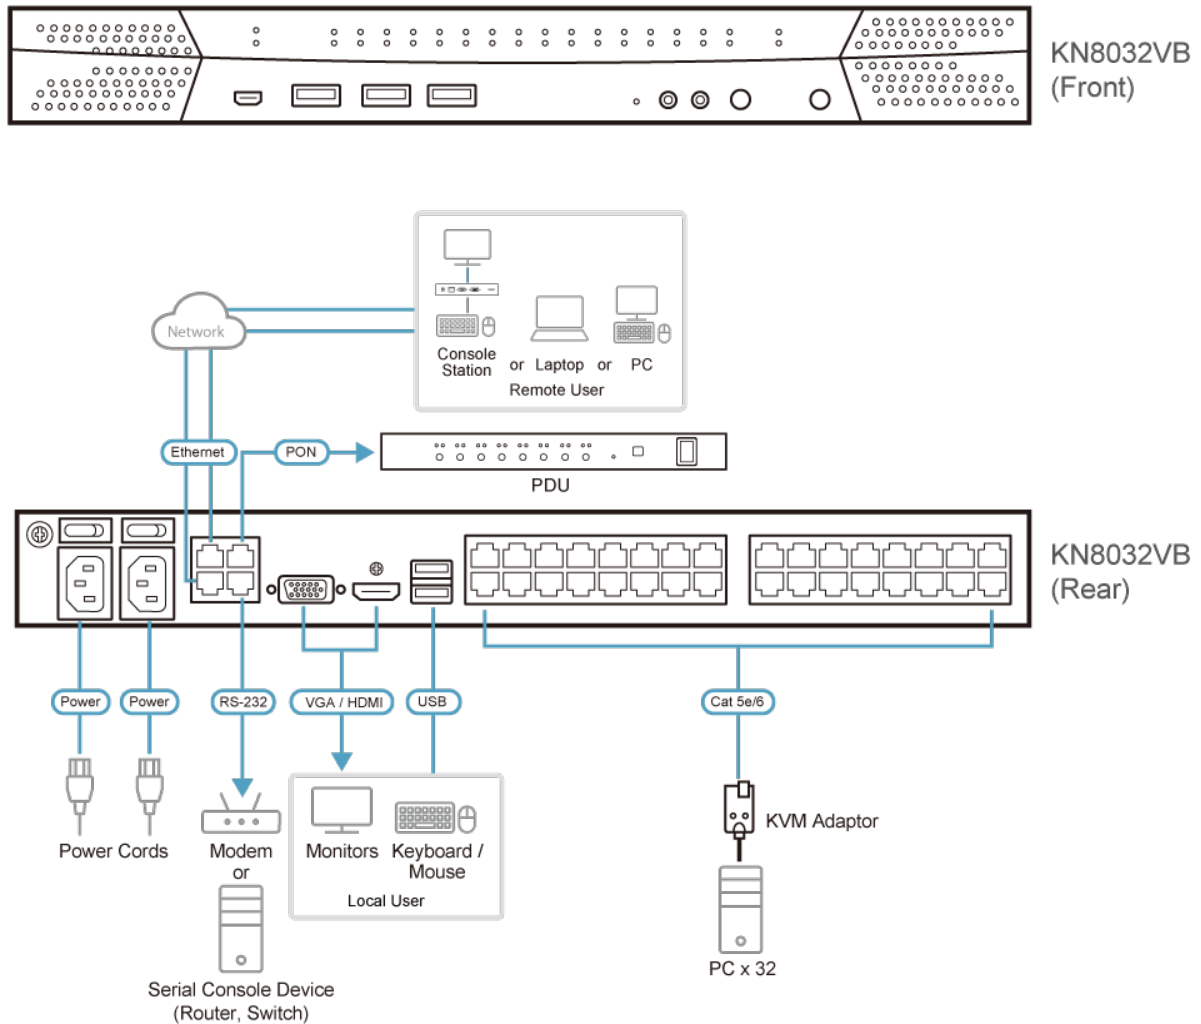 KN8032VB
(Front)
Network
Console
Station
or
Laptop
or
PC
Remote User
Ethernet
PON
PDU
KN8032VB
(Rear)
Power
Power
RS-232
VGA / HDMI
USB
Cat 5e/6
Power Cords
Modem
or
Monitors
Keyboard /
Mouse
Local User
KVM Adaptor
PC x 32
Serial Console Device
(Router, Switch)